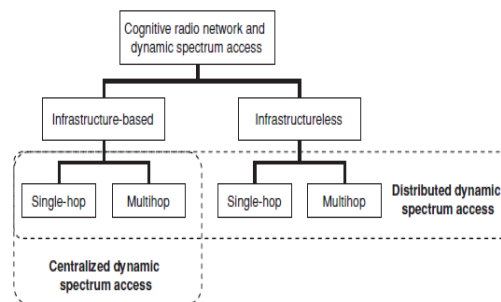 Cognitive radio network and
dynamic spectrum access
Infrastructure-based
Infrastructureless
Single-hop
Multihop
Single-hop
Multihop
Distributed dynamic
spectrum access
Centralized dynamic
spectrum access